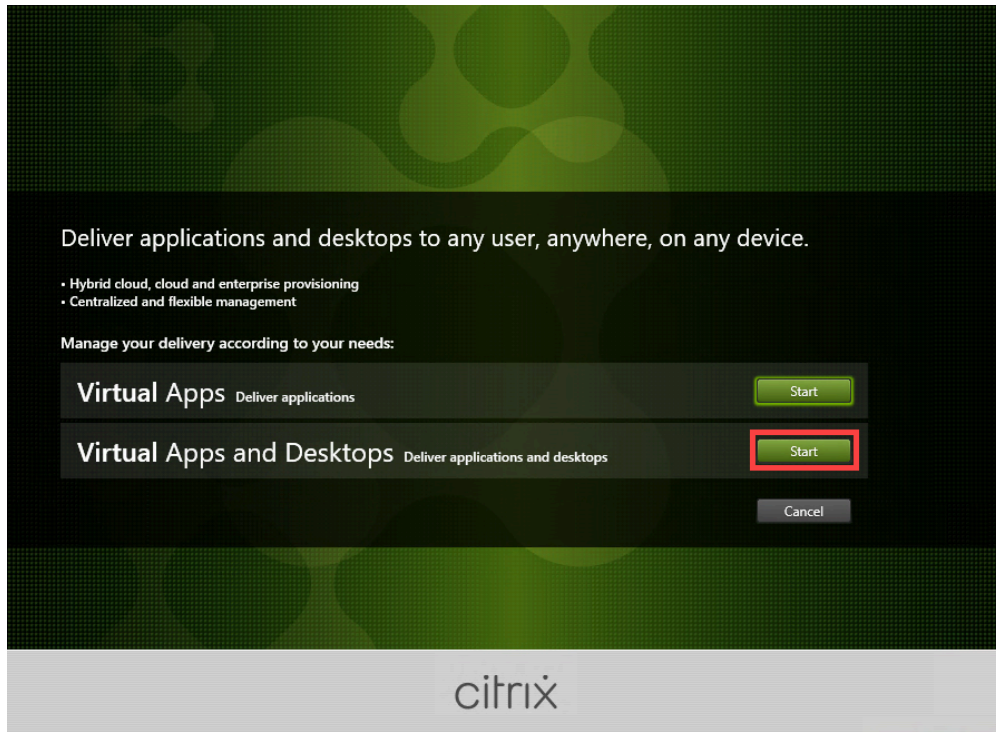 Deliver applications and desktops to any user, anywhere, on any device.
• Hybrid cloud, cloud and enterprise provisioning
• Centralized and flexible management
Manage your delivery according to your needs:
Virtual Apps Deliver applications Start
Virtual Apps and Desktops Deliver applications and desktops Start
Cancel
citrix